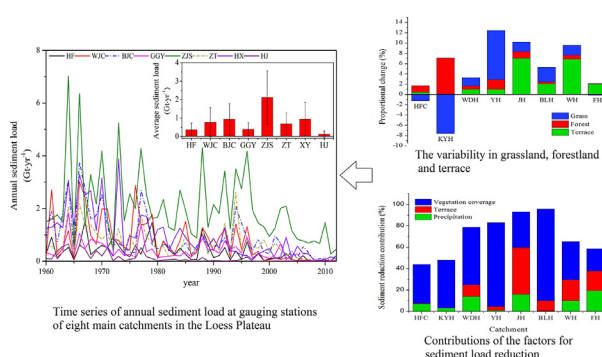 HF WJC BJC GGY ZJS ZT HX HJ
Annual sediment load
(Gt·yr⁻¹)
8
6
4
2
0
1960 1970 1980 1990 2000 2010
year
Average sediment load
(Gt·yr⁻¹)
4
3
2
1
0
HF WJC BJC GGY ZJS ZT XY HJ
Time series of annual sediment load at gauging stations
of eight main catchments in the Loess Plateau
Proportional change (%)
14
12
10
8
6
4
2
0
-2
-4
-6
-8
-10
Grass
Forest
Terrace
HFC KYH WDH YH JH BLH WH FH
The variability in grassland, forestland
and terrace
Sediment reduction contribution (%)
100
80
60
40
20
0
Vegetation coverage
Terrace
Precipitation
HFC KYH WDH YH JH BLH WH FH
Catchment
Contributions of the factors for
sediment load reduction